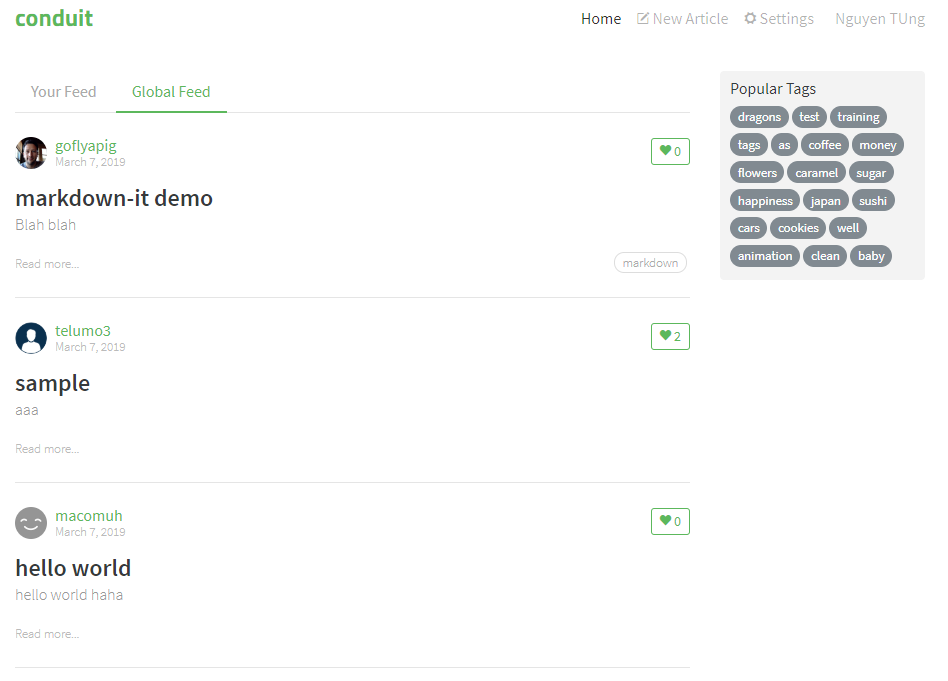 conduit
Home New Article Settings Nguyen TUng
Your Feed Global Feed
goflyapig
March 7, 2019
0
markdown-it demo
Blah blah
Read more...
markdown
telumo3
March 7, 2019
2
sample
aaa
Read more...
macomuh
March 7, 2019
0
hello world
hello world haha
Read more...
Popular Tags
dragons test training
tags as coffee money
flowers caramel sugar
happiness japan sushi
cars cookies well
animation clean baby